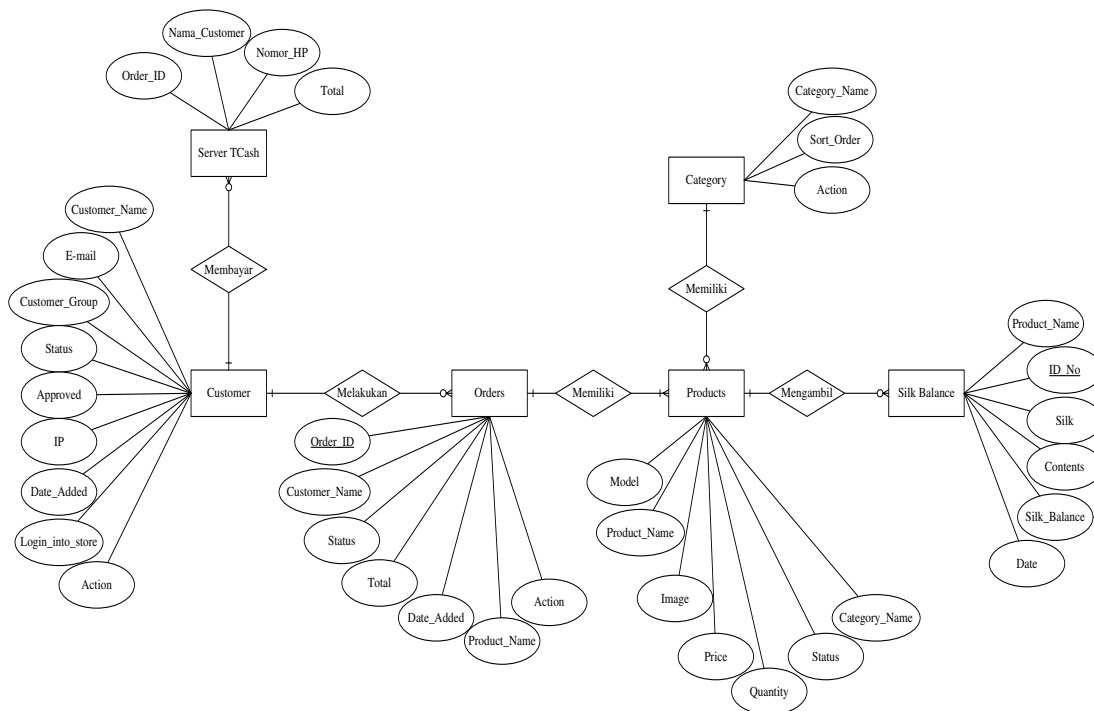 Nama_Customer
Nomor_HP
Order_ID
Total
Server TCash
Membayar
Category_Name
Sort_Order
Action
Category
Memiliki
Customer_Name
E-mail
Customer_Group
Status
Approved
IP
Date_Added
Login_into_store
Action
Customer
Melakukan
Orders
Memiliki
Products
Mengambil
Silk Balance
Order_ID
Customer_Name
Status
Total
Date_Added
Product_Name
Action
Model
Product_Name
Image
Price
Quantity
Status
Category_Name
Product_Name
ID_No
Silk
Contents
Silk_Balance
Date